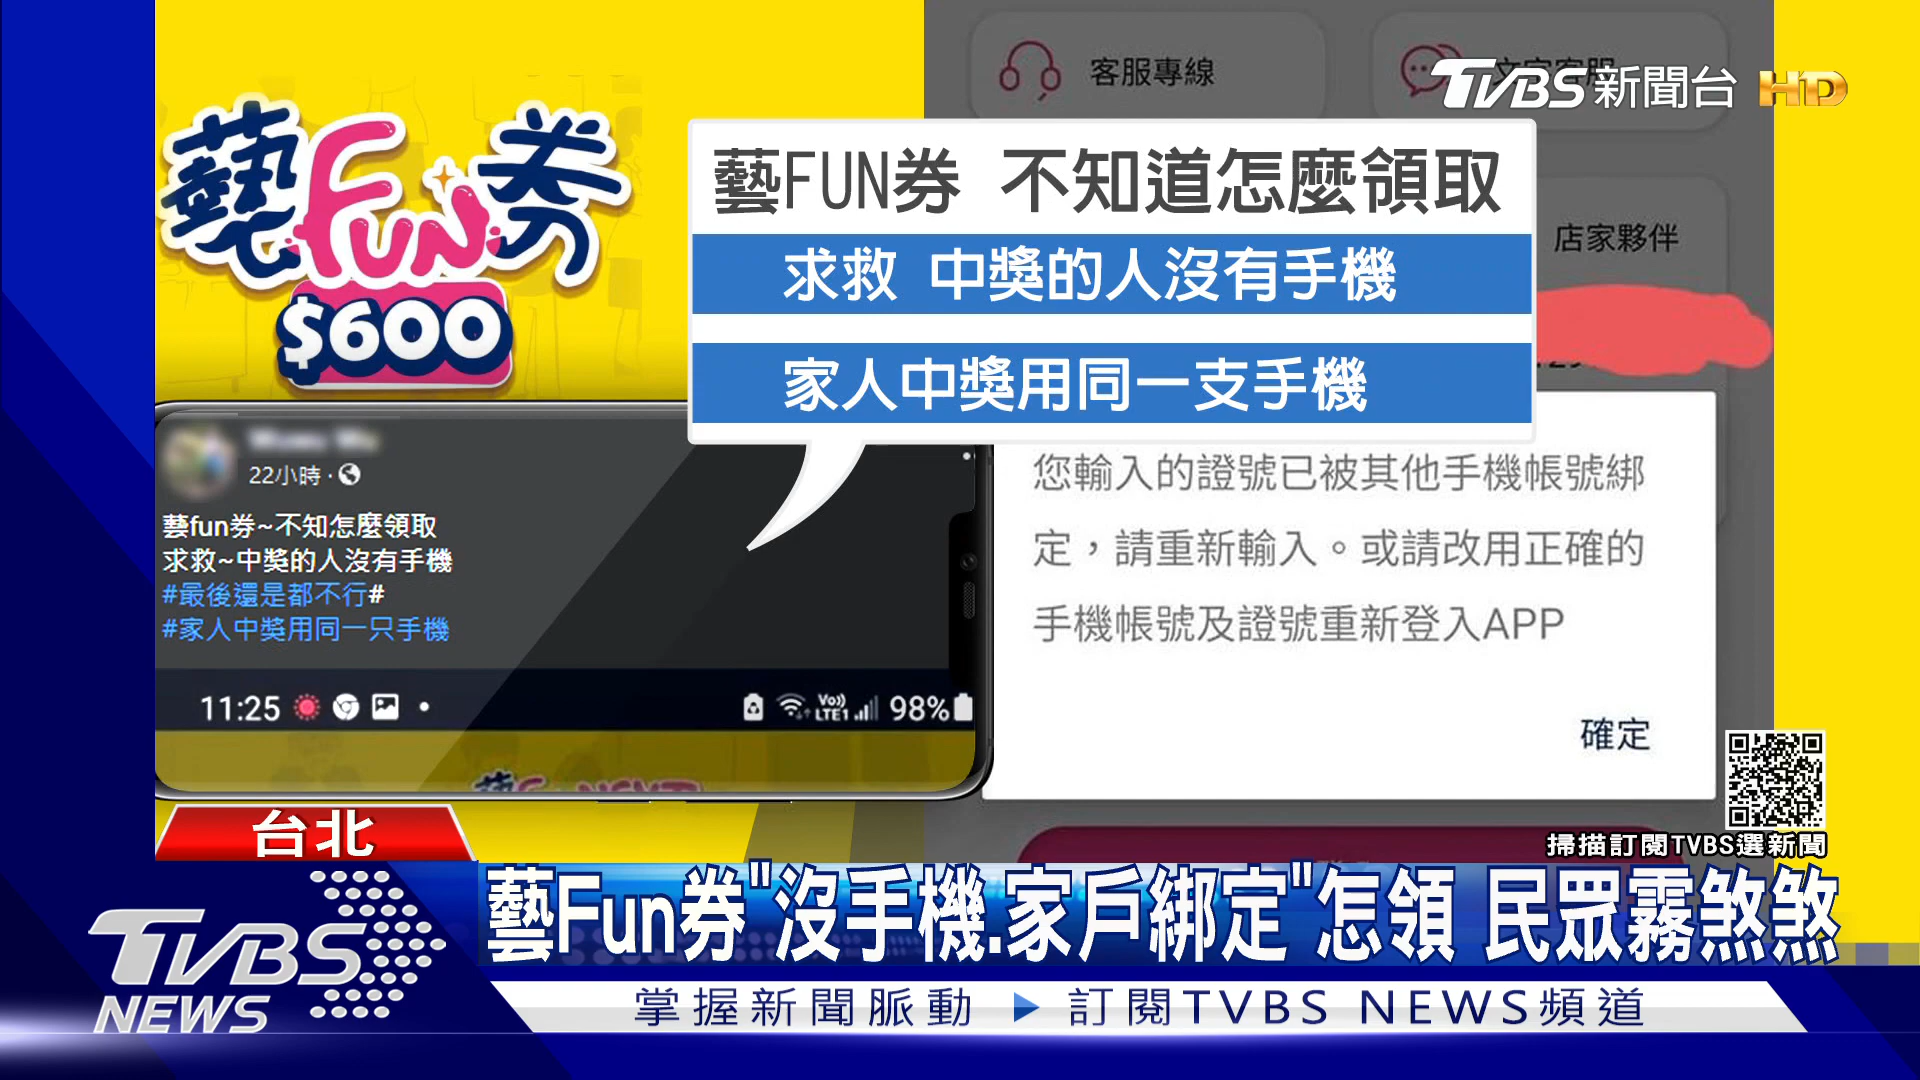 客服專線
TVBS新聞台 HD
藝FUN券
$600
藝FUN券 不知道怎麼領取
求救 中獎的人沒有手機
家人中獎用同一支手機
店家夥伴
22小時
藝fun券~不知怎麼領取
求救~中獎的人沒有手機
#最後還是都不行#
#家人中獎用同一只手機
11:25
Vo)) LTE1 98%
您輸入的證號已被其他手機帳號綁
定，請重新輸入。或請改用正確的
手機帳號及證號重新登入APP
確定
掃描訂閱TVBS選新聞
台北
藝Fun券"沒手機.家戶綁定"怎領 民眾霧煞煞
TVBS
NEWS
掌握新聞脈動 ▶ 訂閱TVBS NEWS頻道